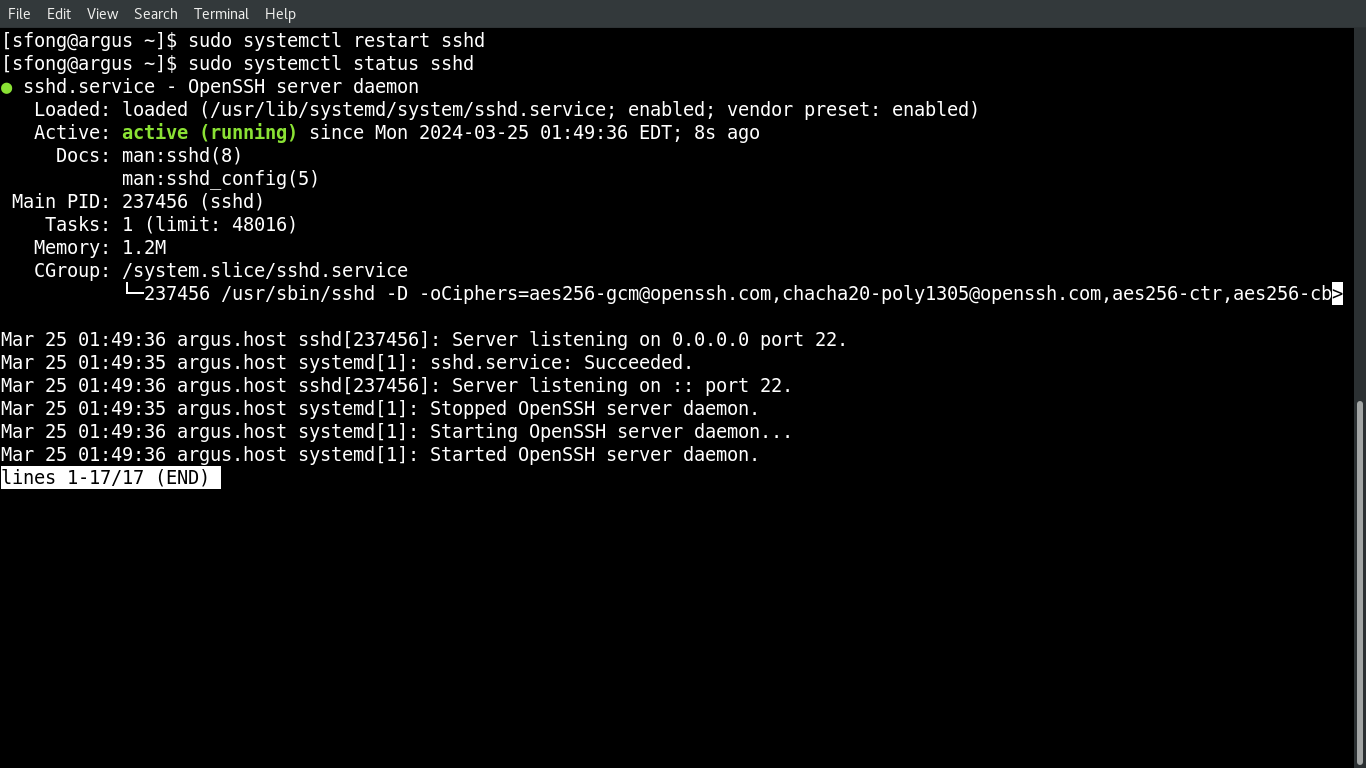 File Edit View Search Terminal Help
[sfong@argus ~]$ sudo systemctl restart sshd
[sfong@argus ~]$ sudo systemctl status sshd
● sshd.service - OpenSSH server daemon
   Loaded: loaded (/usr/lib/systemd/system/sshd.service; enabled; vendor preset: enabled)
   Active: active (running) since Mon 2024-03-25 01:49:36 EDT; 8s ago
     Docs: man:sshd(8)
           man:sshd_config(5)
 Main PID: 237456 (sshd)
    Tasks: 1 (limit: 48016)
   Memory: 1.2M
   CGroup: /system.slice/sshd.service
           └─237456 /usr/sbin/sshd -D -oCiphers=aes256-gcm@openssh.com,chacha20-poly1305@openssh.com,aes256-ctr,aes256-cb>

Mar 25 01:49:36 argus.host sshd[237456]: Server listening on 0.0.0.0 port 22.
Mar 25 01:49:35 argus.host systemd[1]: sshd.service: Succeeded.
Mar 25 01:49:36 argus.host sshd[237456]: Server listening on :: port 22.
Mar 25 01:49:35 argus.host systemd[1]: Stopped OpenSSH server daemon.
Mar 25 01:49:36 argus.host systemd[1]: Starting OpenSSH server daemon...
Mar 25 01:49:36 argus.host systemd[1]: Started OpenSSH server daemon.
lines 1-17/17 (END)